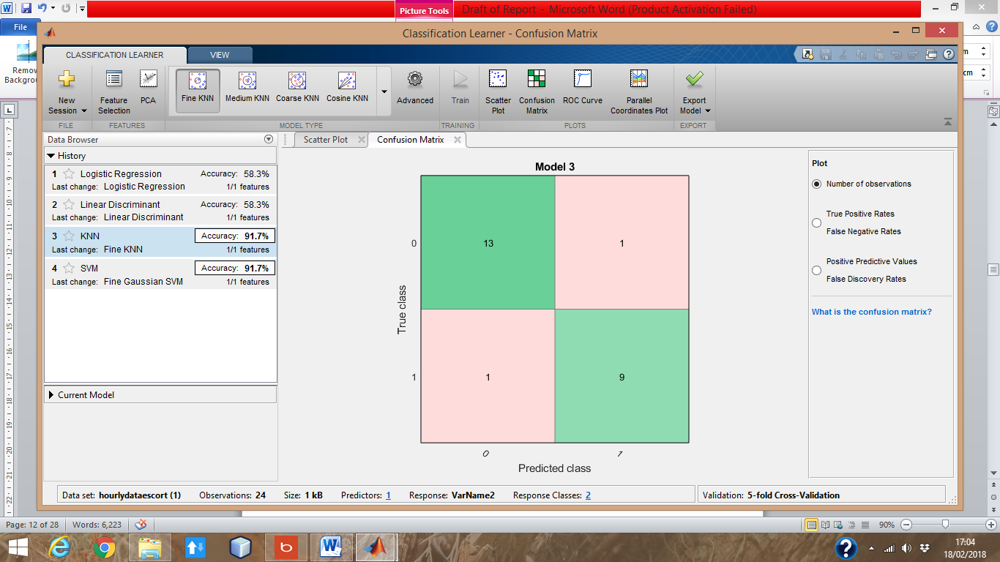 Picture Tools
Draft of Report - Microsoft Word (Product Activation Failed)
File
Classification Learner - Confusion Matrix
CLASSIFICATION LEARNER
VIEW
New Session
Feature Selection
PCA
Fine KNN
Medium KNN
Coarse KNN
Cosine KNN
Advanced
Train
Scatter Plot
Confusion Matrix
ROC Curve
Parallel Coordinates Plot
Export Model
FILE
FEATURES
MODEL TYPE
TRAINING
PLOTS
EXPORT
Data Browser
History
1 Logistic Regression Accuracy: 58.3%
Last change: Logistic Regression 1/1 features
2 Linear Discriminant Accuracy: 58.3%
Last change: Linear Discriminant 1/1 features
3 KNN Accuracy: 91.7%
Last change: Fine KNN 1/1 features
4 SVM Accuracy: 91.7%
Last change: Fine Gaussian SVM 1/1 features
Current Model
Scatter Plot
Confusion Matrix
Model 3
True class
0 13 1
1 1 9
0 1
Predicted class
Plot
Number of observations
True Positive Rates
False Negative Rates
Positive Predictive Values
False Discovery Rates
What is the confusion matrix?
Data set: hourlydataescort (1) Observations: 24 Size: 1 kB Predictors: 1 Response: VarName2 Response Classes: 2
Validation: 5-fold Cross-Validation
Page: 12 of 28 Words: 6,223
90%
17:04
18/02/2018